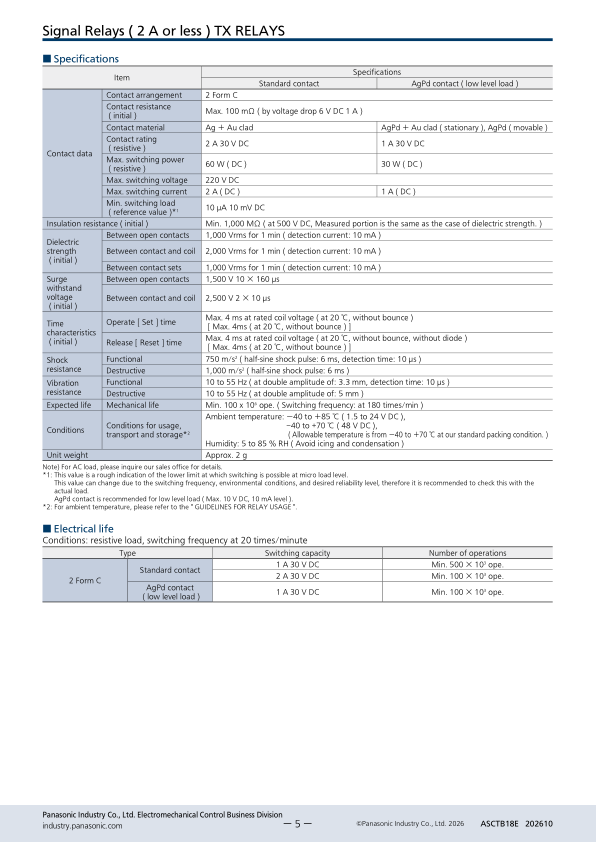 Signal Relays ( 2 A or less ) TX RELAYS
■ Specifications
Item
Specifications
Standard contact
AgPd contact ( low level load )
Contact data
Contact arrangement
2 Form C
Contact resistance
( initial )
Max. 100 mΩ ( by voltage drop 6 V DC 1 A )
Contact material
Ag + Au clad
AgPd + Au clad ( stationary ), AgPd ( movable )
Contact rating
( resistive )
2 A 30 V DC
1 A 30 V DC
Max. switching power
( resistive )
60 W ( DC )
30 W ( DC )
Max. switching voltage
220 V DC
Max. switching current
2 A ( DC )
1 A ( DC )
Min. switching load
( reference value )*1
10 μA 10 mV DC
Insulation resistance ( initial )
Min. 1,000 MΩ ( at 500 V DC, Measured portion is the same as the case of dielectric strength. )
Dielectric
strength
( initial )
Between open contacts
1,000 Vrms for 1 min ( detection current: 10 mA )
Between contact and coil
2,000 Vrms for 1 min ( detection current: 10 mA )
Between contact sets
1,000 Vrms for 1 min ( detection current: 10 mA )
Surge
withstand
voltage
( initial )
Between open contacts
1,500 V 10 × 160 μs
Between contact and coil
2,500 V 2 × 10 μs
Time
characteristics
( initial )
Operate [ Set ] time
Max. 4 ms at rated coil voltage ( at 20 ℃, without bounce )
[ Max. 4ms ( at 20 ℃, without bounce ) ]
Release [ Reset ] time
Max. 4 ms at rated coil voltage ( at 20 ℃, without bounce, without diode )
[ Max. 4ms ( at 20 ℃, without bounce ) ]
Shock
resistance
Functional
750 m/s² ( half-sine shock pulse: 6 ms, detection time: 10 μs )
Destructive
1,000 m/s² ( half-sine shock pulse: 6 ms )
Vibration
resistance
Functional
10 to 55 Hz ( at double amplitude of: 3.3 mm, detection time: 10 μs )
Destructive
10 to 55 Hz ( at double amplitude of: 5 mm )
Expected life
Mechanical life
Min. 100 x 10⁶ ope. ( Switching frequency: at 180 times/min )
Conditions
Conditions for usage,
transport and storage*2
Ambient temperature: −40 to +85 ℃ ( 1.5 to 24 V DC ),
−40 to +70 ℃ ( 48 V DC ),
( Allowable temperature is from −40 to +70 ℃ at our standard packing condition. )
Humidity: 5 to 85 % RH ( Avoid icing and condensation )
Unit weight
Approx. 2 g
Note) For AC load, please inquire our sales office for details.
*1: This value is a rough indication of the lower limit at which switching is possible at micro load level.
This value can change due to the switching frequency, environmental conditions, and desired reliability level, therefore it is recommended to check this with the
actual load.
AgPd contact is recommended for low level load ( Max. 10 V DC, 10 mA level ).
*2: For ambient temperature, please refer to the " GUIDELINES FOR RELAY USAGE ".
■ Electrical life
Conditions: resistive load, switching frequency at 20 times/minute
Type
Switching capacity
Number of operations
2 Form C
Standard contact
1 A 30 V DC
Min. 500 × 10³ ope.
2 A 30 V DC
Min. 100 × 10³ ope.
AgPd contact
( low level load )
1 A 30 V DC
Min. 100 × 10³ ope.
Panasonic Industry Co., Ltd. Electromechanical Control Business Division
industry.panasonic.com
― 5 ―
©Panasonic Industry Co., Ltd. 2026
ASCTB18E 202610